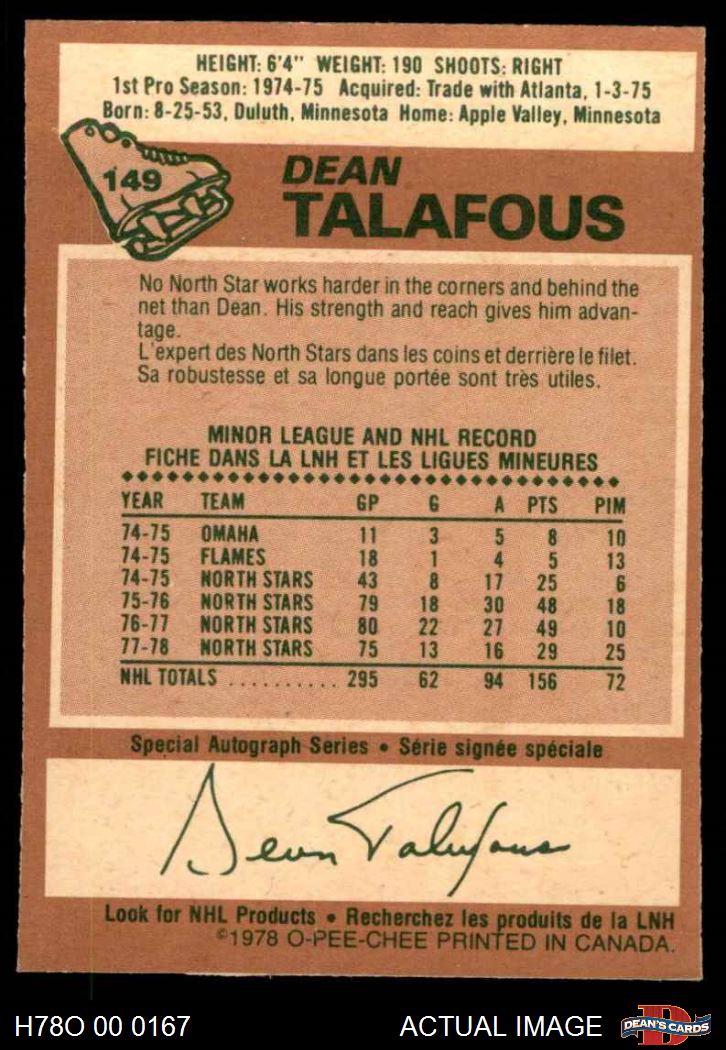 HEIGHT: 6'4" WEIGHT: 190 SHOOTS: RIGHT
1st Pro Season: 1974-75 Acquired: Trade with Atlanta, 1-3-75
Born: 8-25-53, Duluth, Minnesota Home: Apple Valley, Minnesota
149
DEAN
TALAFOUS
No North Star works harder in the corners and behind the
net than Dean. His strength and reach gives him advan-
tage.
L'expert des North Stars dans les coins et derrière le filet.
Sa robustesse et sa longue portée sont très utiles.
MINOR LEAGUE AND NHL RECORD
FICHE DANS LA LNH ET LES LIGUES MINEURES
YEAR TEAM GP G A PTS PIM
74-75 OMAHA 11 3 5 8 10
74-75 FLAMES 18 1 4 5 13
74-75 NORTH STARS 43 8 17 25 6
75-76 NORTH STARS 79 18 30 48 18
76-77 NORTH STARS 80 22 27 49 10
77-78 NORTH STARS 75 13 16 29 25
NHL TOTALS .......... 295 62 94 156 72
Special Autograph Series • Série signée spéciale
Dean Talafous
Look for NHL Products • Recherchez les produits de la LNH
©1978 O-PEE-CHEE PRINTED IN CANADA.
H78O 00 0167 ACTUAL IMAGE D DEAN'S CARDS